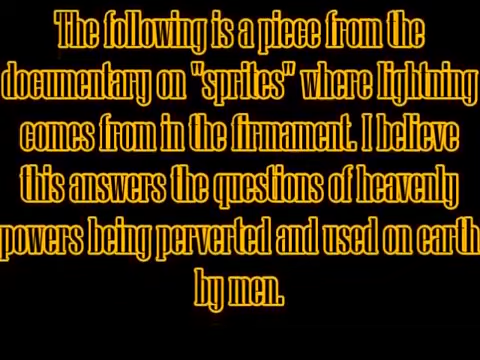 The following is a piece from the
documentary on "sprites" where lightning
comes from in the firmament. I believe
this answers the questions of heavenly
powers being perverted and used on earth
by men.